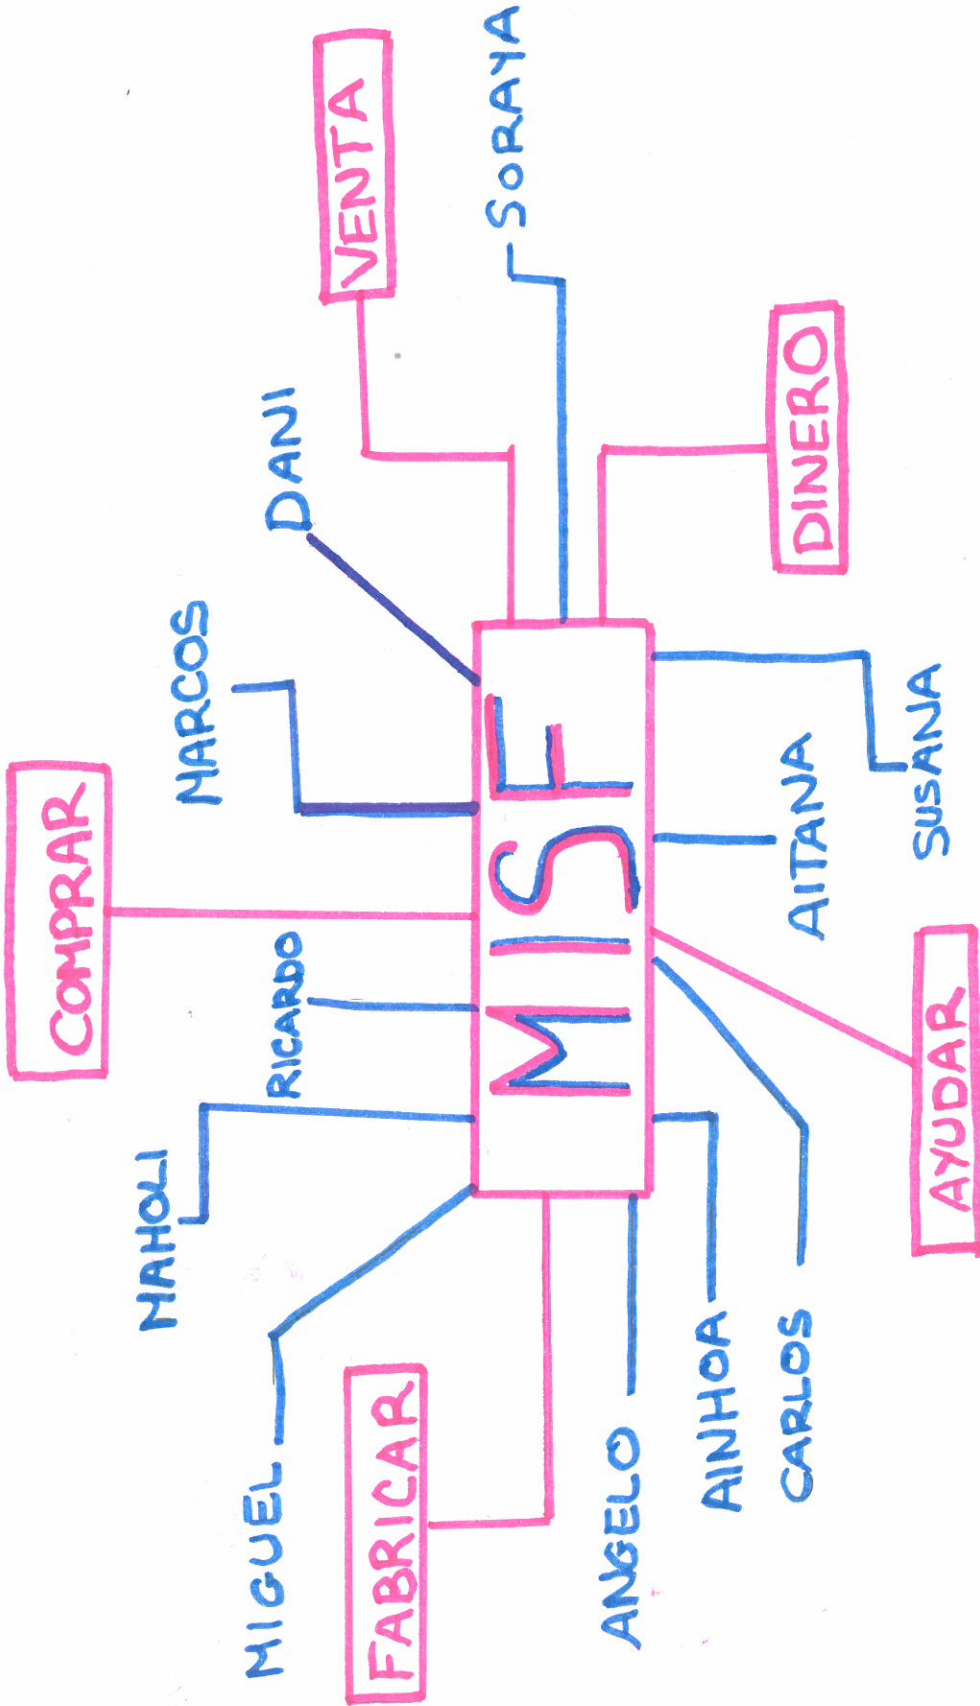 COMPRAR
MAHOLI
MARCOS
MIGUEL
RICARDO
DANI
VENTA
FABRICAR
SORAYA
MISF
ANGELO
AINHOA
CARLOS
AITANA
DINERO
SUSANA
AYUDAR